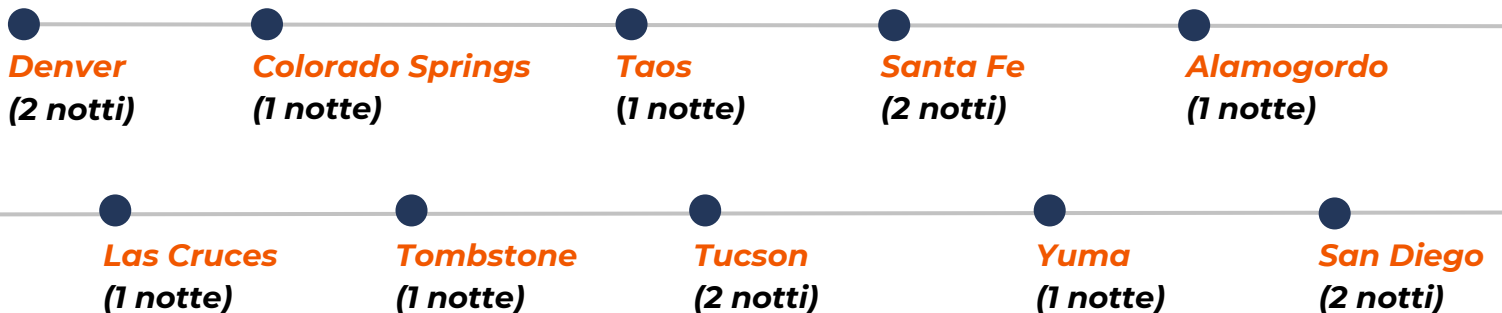 Denver
(2 notti)
Colorado Springs
(1 notte)
Taos
(1 notte)
Santa Fe
(2 notti)
Alamogordo
(1 notte)
Las Cruces
(1 notte)
Tombstone
(1 notte)
Tucson
(2 notti)
Yuma
(1 notte)
San Diego
(2 notti)